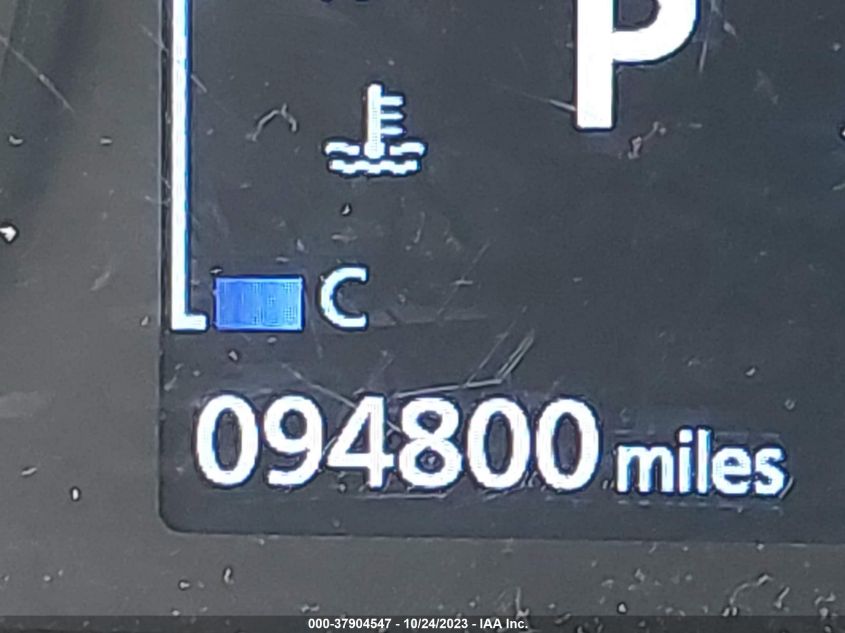 P
C
094800 miles
000-37904547 - 10/24/2023 - IAA Inc.